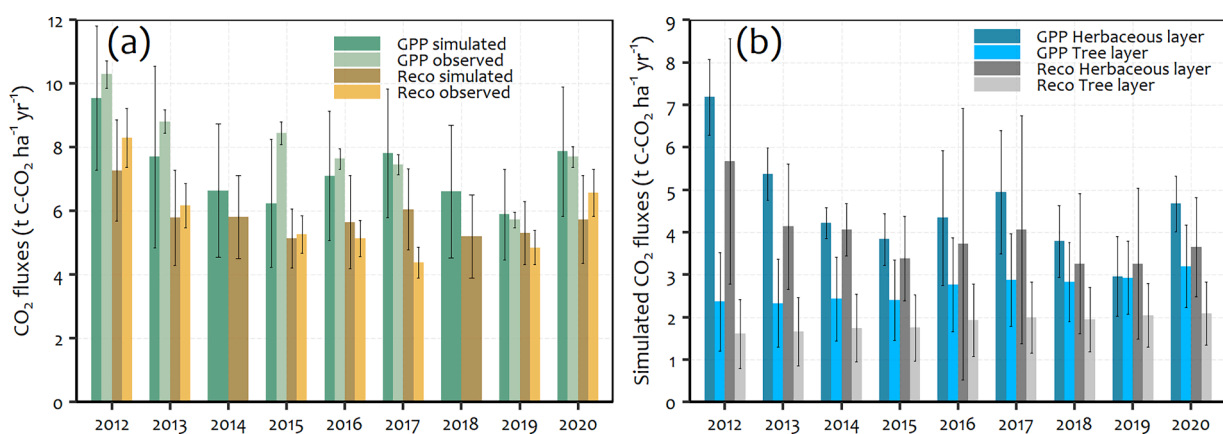 (a)
GPP simulated
GPP observed
Reco simulated
Reco observed
CO₂ fluxes (t C-CO₂ ha⁻¹ yr⁻¹)
12
10
8
6
4
2
0
2012 2013 2014 2015 2016 2017 2018 2019 2020
(b)
GPP Herbaceous layer
GPP Tree layer
Reco Herbaceous layer
Reco Tree layer
Simulated CO₂ fluxes (t C-CO₂ ha⁻¹ yr⁻¹)
9
8
7
6
5
4
3
2
1
0
2012 2013 2014 2015 2016 2017 2018 2019 2020